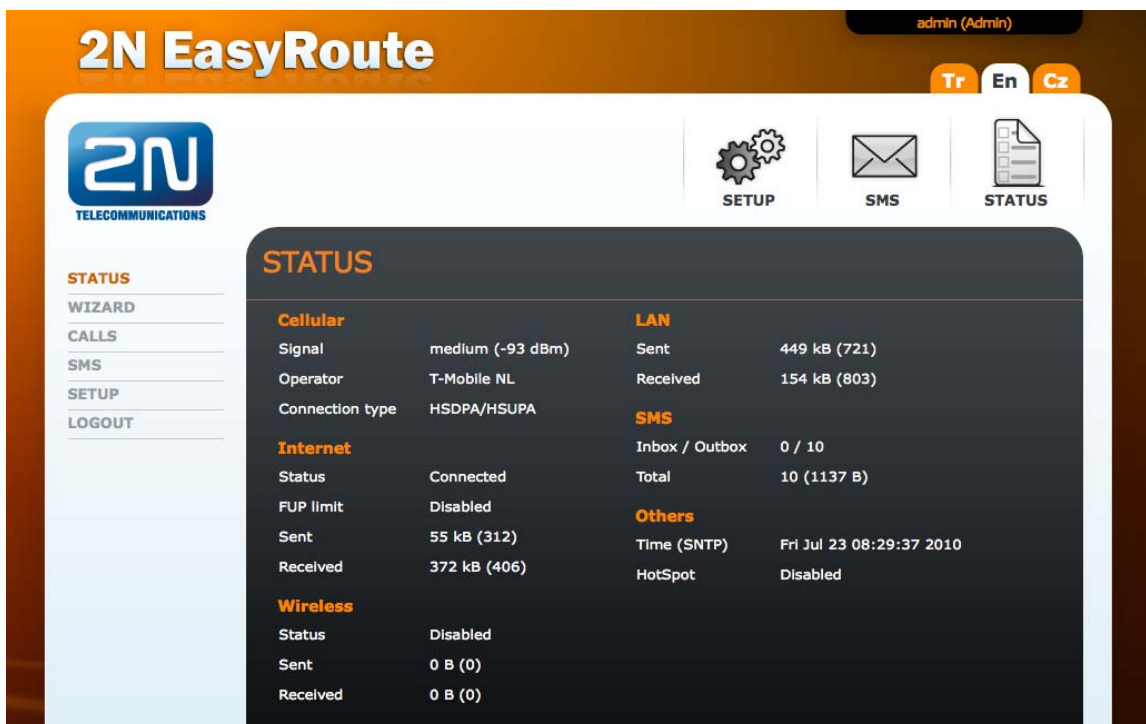 2N EasyRoute
admin (Admin)
Tr En Cz
2N
TELECOMMUNICATIONS
SETUP
SMS
STATUS
STATUS
WIZARD
CALLS
SMS
SETUP
LOGOUT
STATUS
Cellular
Signal medium (-93 dBm)
Operator T-Mobile NL
Connection type HSDPA/HSUPA
Internet
Status Connected
FUP limit Disabled
Sent 55 kB (312)
Received 372 kB (406)
Wireless
Status Disabled
Sent 0 B (0)
Received 0 B (0)
LAN
Sent 449 kB (721)
Received 154 kB (803)
SMS
Inbox / Outbox 0 / 10
Total 10 (1137 B)
Others
Time (SNTP) Fri Jul 23 08:29:37 2010
HotSpot Disabled